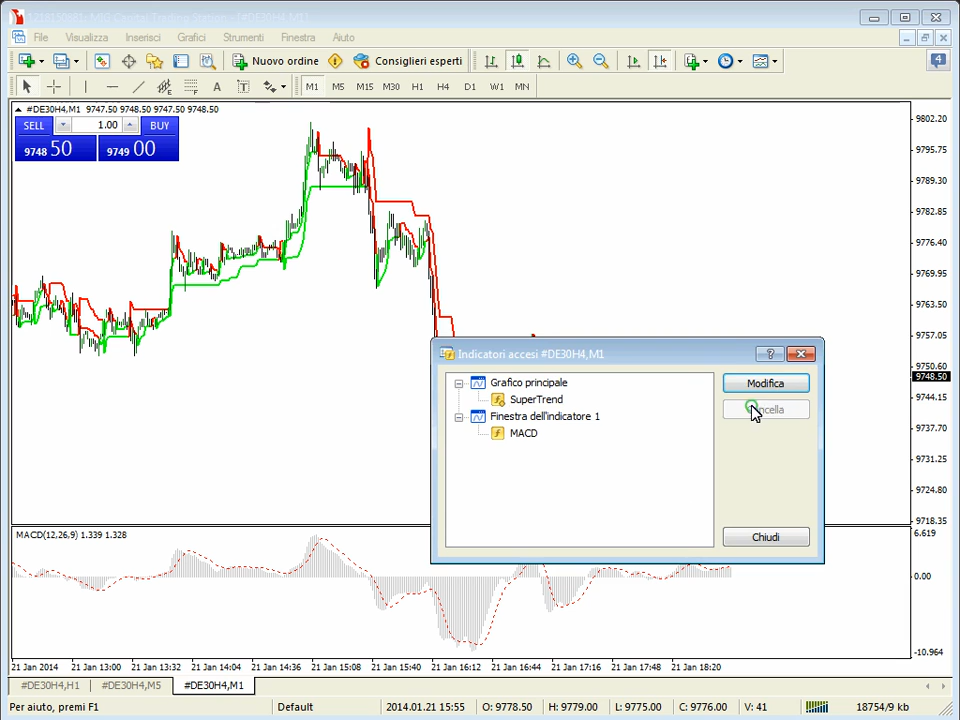 File Visualizza Inserisci Grafici Strumenti Finestra Aiuto
4
Nuovo ordine Consiglieri esperti
A T M1 M5 M15 M30 H1 H4 D1 W1 MN
#DE30H4,M1 9747.50 9748.50 9747.50 9748.50
SELL 1.00 BUY
9748 50 9749 00
9802.20
9795.75
9789.30
9782.85
9776.40
9769.95
9763.50
9757.05
9750.60
9748.50
9744.15
9737.70
9731.25
9724.80
9718.35
Indicatori accesi #DE30H4,M1
Grafico principale
SuperTrend
Finestra dell'indicatore 1
MACD
Modifica
Cancella
Chiudi
MACD(12,26,9) 1.339 1.328
6.619
0.00
-10.964
21 Jan 2014 21 Jan 13:00 21 Jan 13:32 21 Jan 14:04 21 Jan 14:36 21 Jan 15:08 21 Jan 15:40 21 Jan 16:12 21 Jan 16:44 21 Jan 17:16 21 Jan 17:48 21 Jan 18:20
#DE30H4,H1 #DE30H4,M5 #DE30H4,M1
Per aiuto, premi F1 Default 2014.01.21 15:55 O: 9778.50 H: 9779.00 L: 9775.00 C: 9776.00 V: 41 18754/9 kb